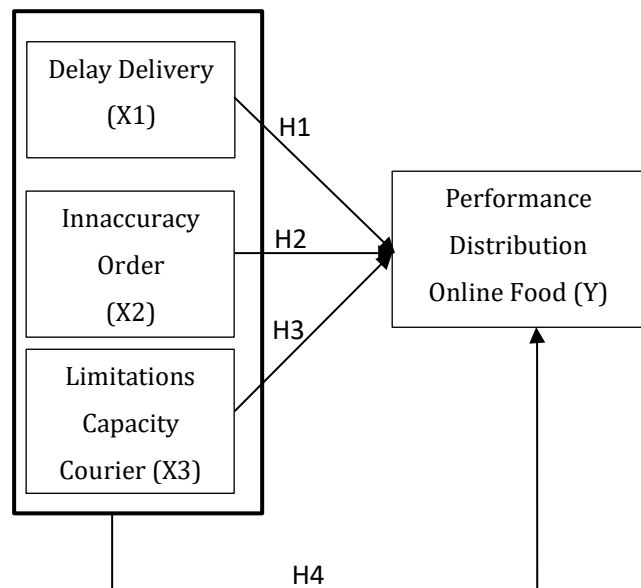 Delay Delivery
(X1)
H1
Innaccuracy
Order
(X2)
H2
Limitations
Capacity
Courier (X3)
H3
Performance
Distribution
Online Food (Y)
H4